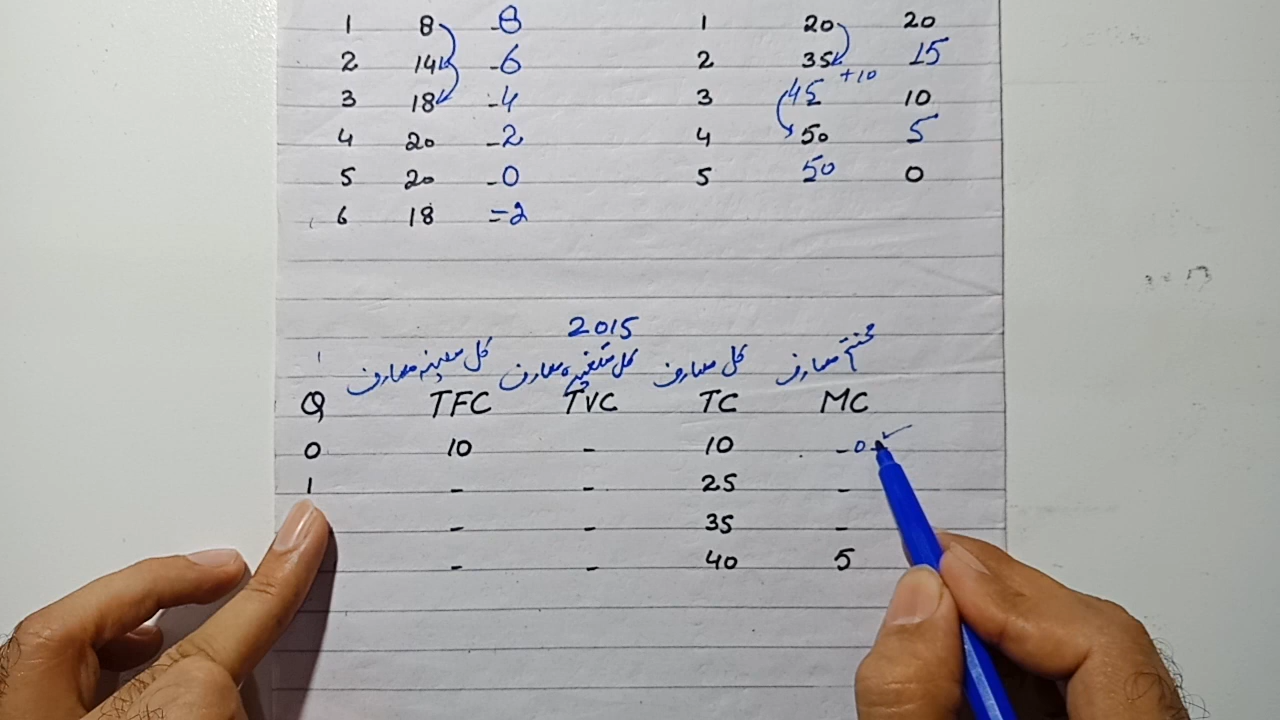 1 8 -8 1 20 20
2 14 -6 2 35 15
+10
3 18 -4 3 45 10
4 20 -2 4 50 5
5 20 -0 5 50 0
6 18 =2
2015
کل معینہ مصارف کل متغیرہ مصارف کل مصارف مختتم مصارف
Q TFC TVC TC MC
0 10 - 10 -0-
1 - - 25 -
- - 35 -
- - 40 5